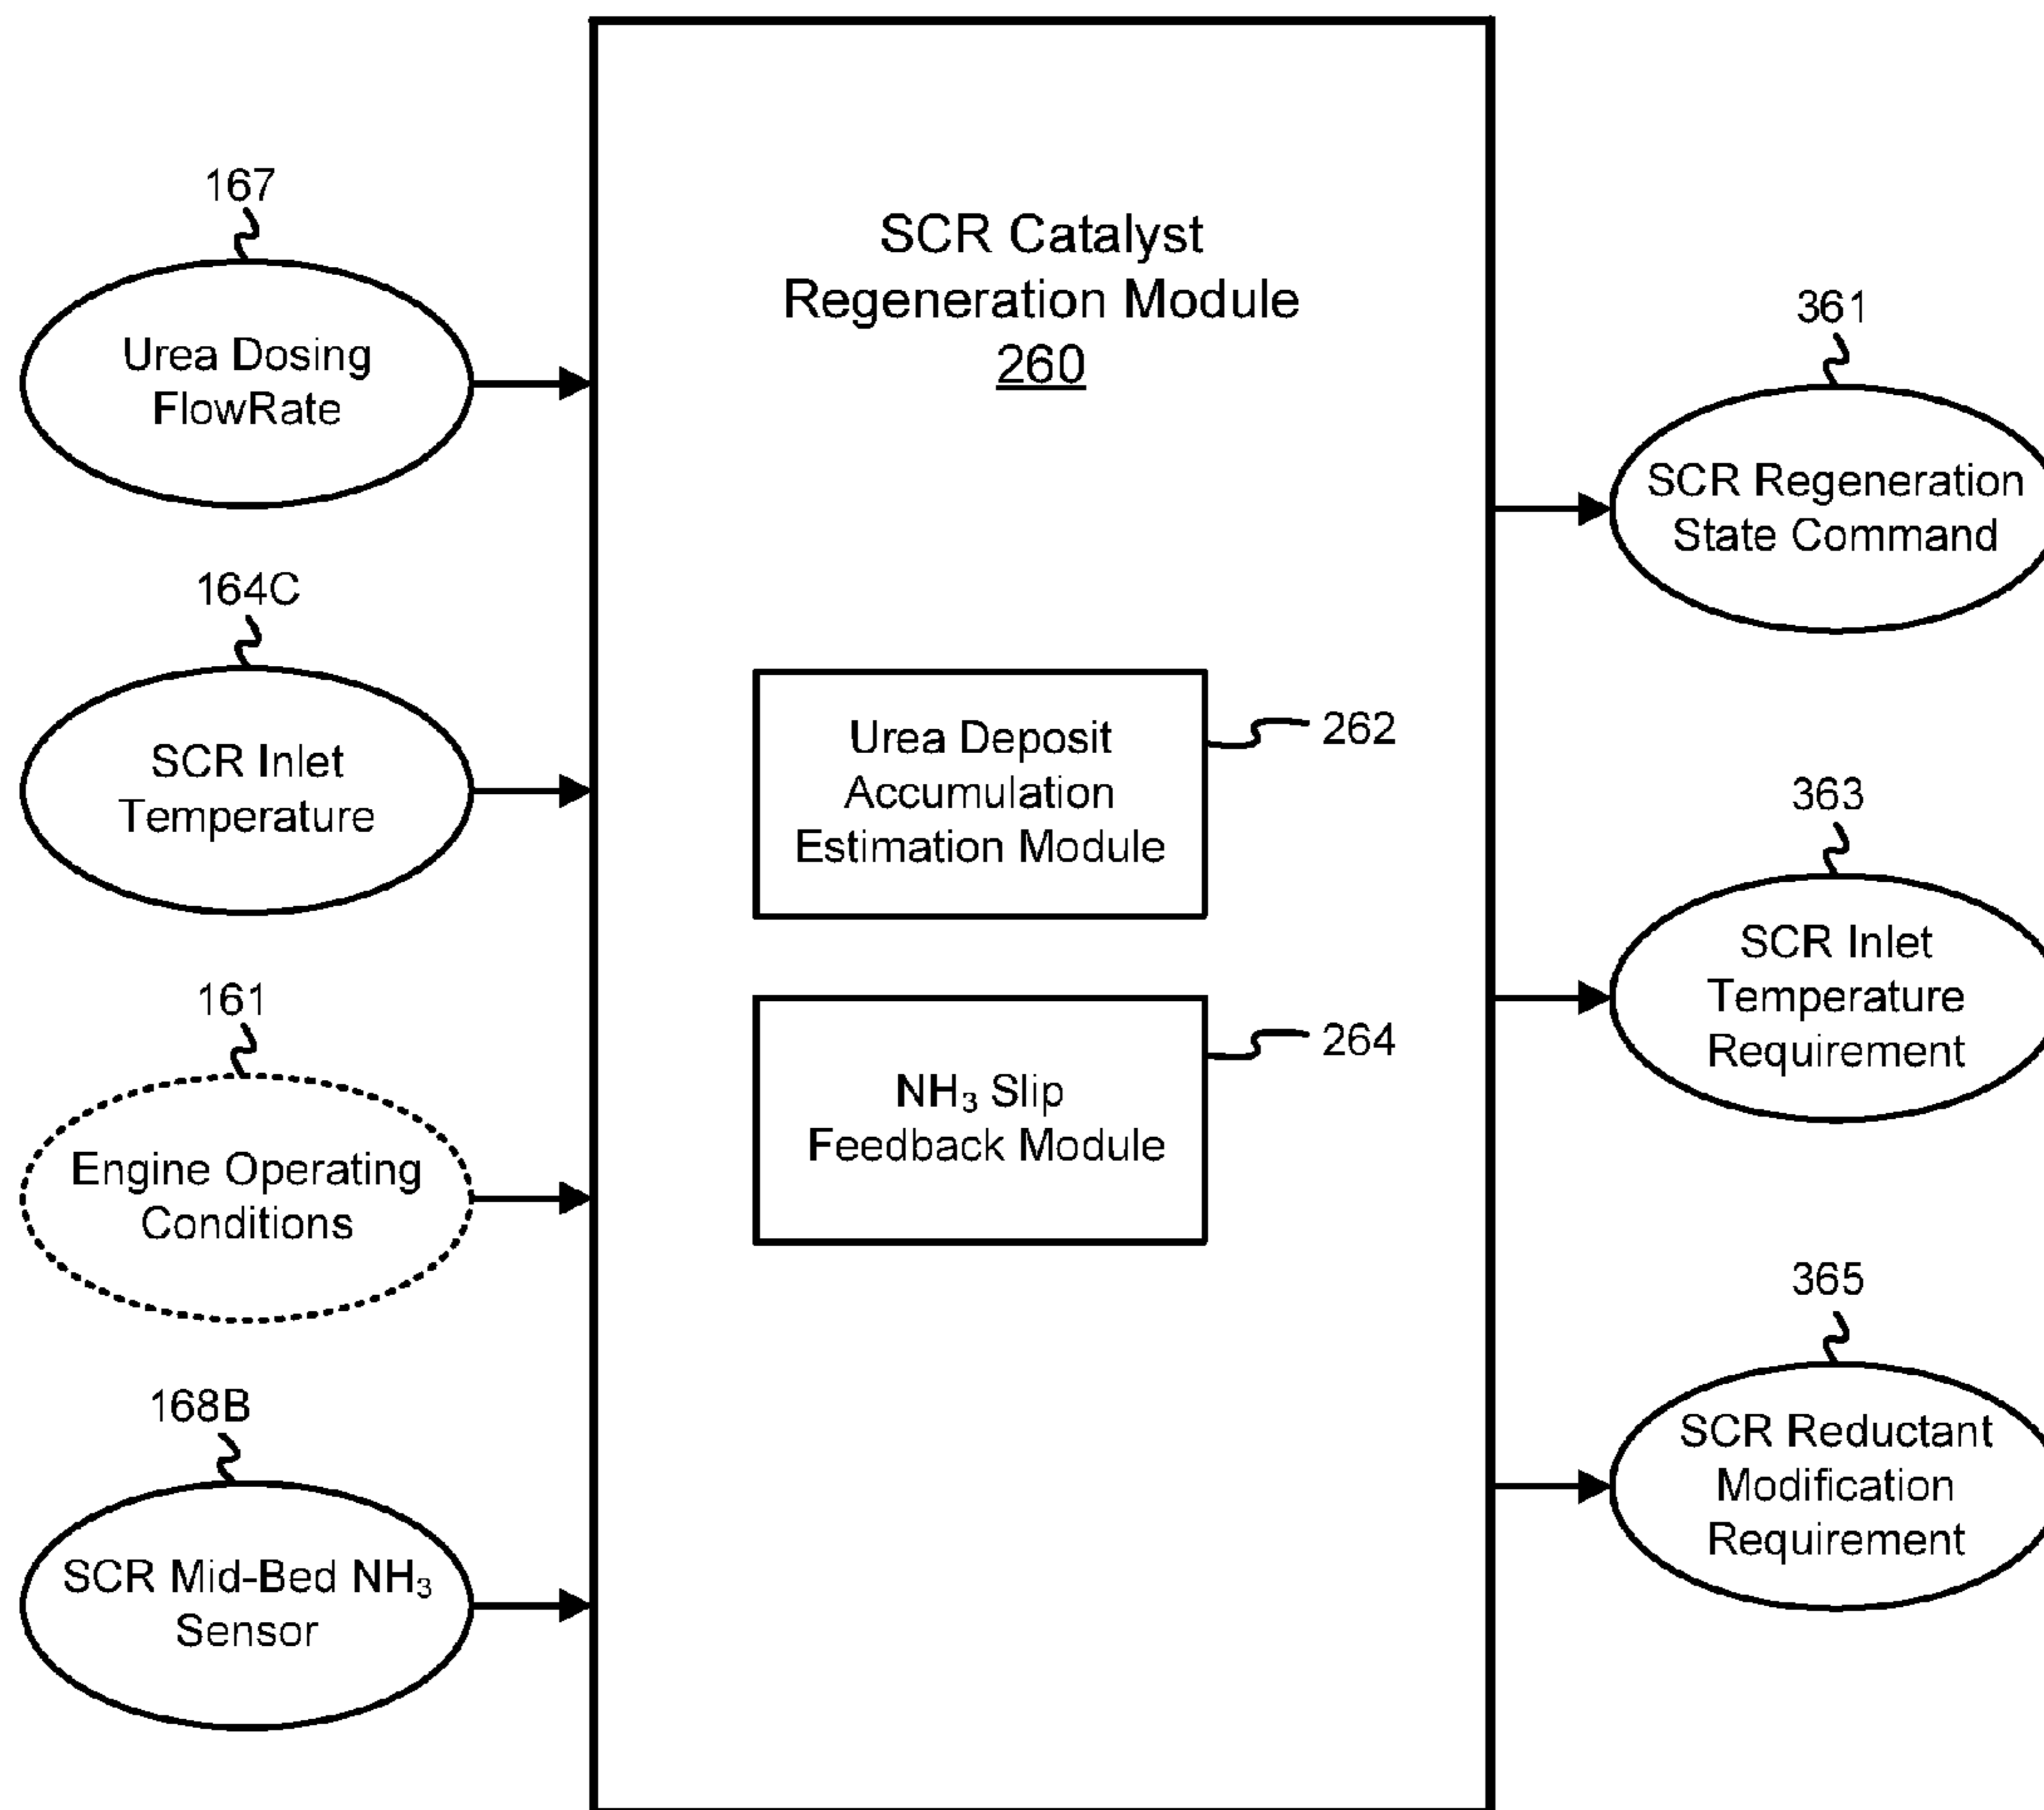 167
Urea Dosing
FlowRate
164C
SCR Inlet
Temperature
161
Engine Operating
Conditions
168B
SCR Mid-Bed NH₃
Sensor
SCR Catalyst
Regeneration Module
260
Urea Deposit
Accumulation
Estimation Module
262
NH₃ Slip
Feedback Module
264
361
SCR Regeneration
State Command
363
SCR Inlet
Temperature
Requirement
365
SCR Reductant
Modification
Requirement